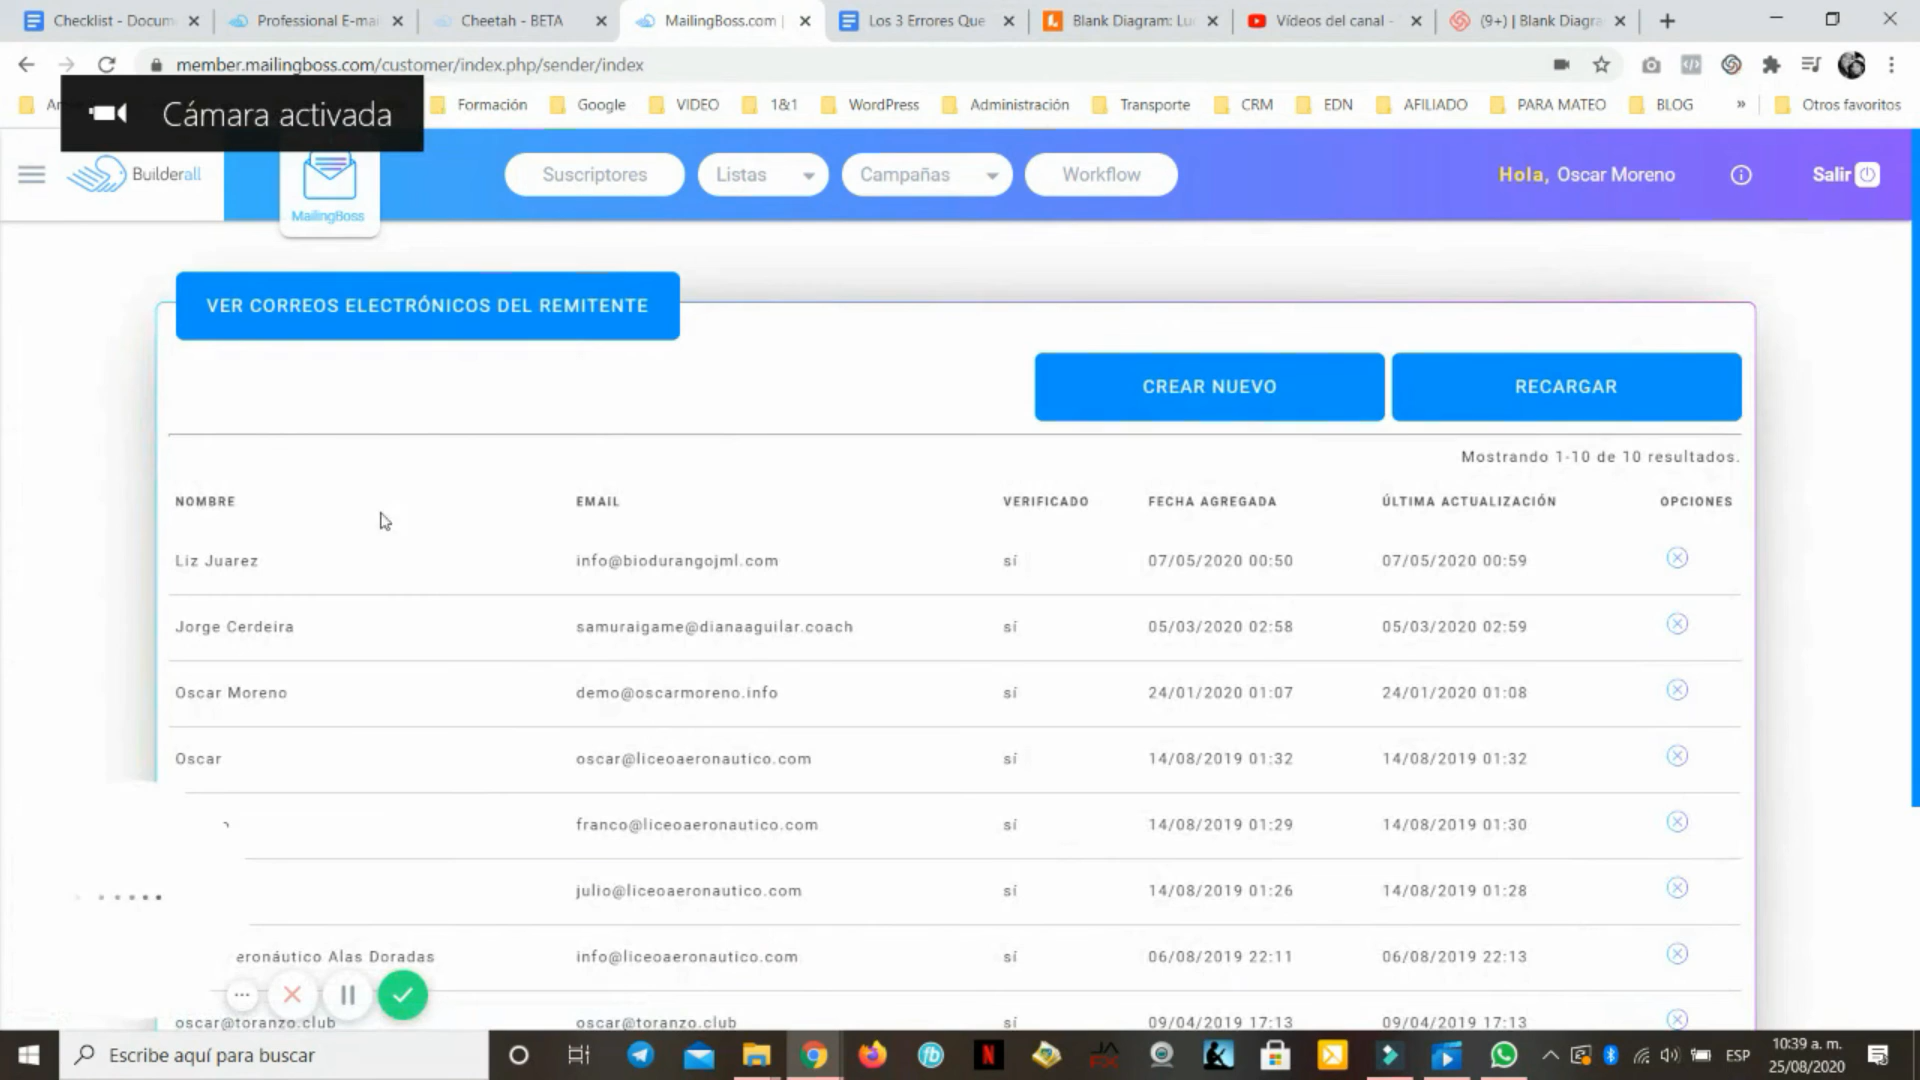 Checklist - Docum
Professional E-ma
Cheetah - BETA
MailingBoss.com |
Los 3 Errores Que
Blank Diagram: Lu
Vídeos del canal -
(9+) | Blank Diagra
member.mailingboss.com/customer/index.php/sender/index
Formación
Google
VIDEO
1&1
WordPress
Administración
Transporte
CRM
EDN
AFILIADO
PARA MATEO
BLOG
»
Otros favoritos
Cámara activada
Builderall
MailingBoss
Suscriptores
Listas
Campañas
Workflow
Hola, Oscar Moreno
Salir
VER CORREOS ELECTRÓNICOS DEL REMITENTE
CREAR NUEVO
RECARGAR
Mostrando 1-10 de 10 resultados.
NOMBRE EMAIL VERIFICADO FECHA AGREGADA ÚLTIMA ACTUALIZACIÓN OPCIONES
Liz Juarez info@biodurangojml.com sí 07/05/2020 00:50 07/05/2020 00:59
Jorge Cerdeira samuraigame@dianaaguilar.coach sí 05/03/2020 02:58 05/03/2020 02:59
Oscar Moreno demo@oscarmoreno.info sí 24/01/2020 01:07 24/01/2020 01:08
Oscar oscar@liceoaeronautico.com sí 14/08/2019 01:32 14/08/2019 01:32
franco@liceoaeronautico.com sí 14/08/2019 01:29 14/08/2019 01:30
julio@liceoaeronautico.com sí 14/08/2019 01:26 14/08/2019 01:28
eronáutico Alas Doradas info@liceoaeronautico.com sí 06/08/2019 22:11 06/08/2019 22:13
oscar@toranzo.club oscar@toranzo.club sí 09/04/2019 17:13 09/04/2019 17:13
Escribe aquí para buscar
ESP
10:39 a. m.
25/08/2020